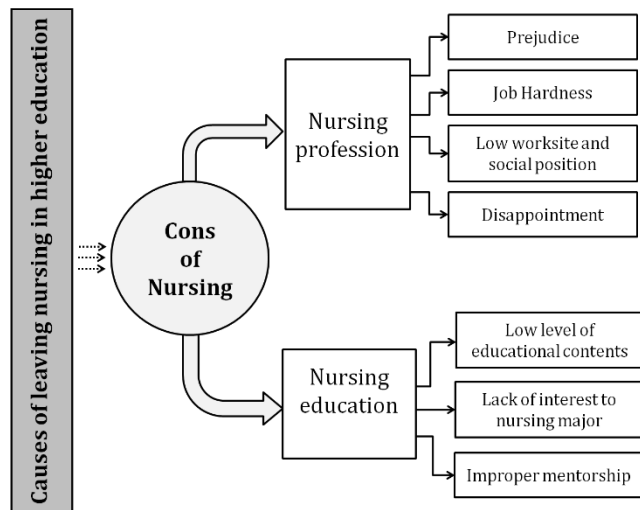 Causes of leaving nursing in higher education
Cons
of
Nursing
Nursing
profession
Prejudice
Job Hardness
Low worksite and
social position
Disappointment
Nursing
education
Low level of
educational contents
Lack of interest to
nursing major
Improper mentorship